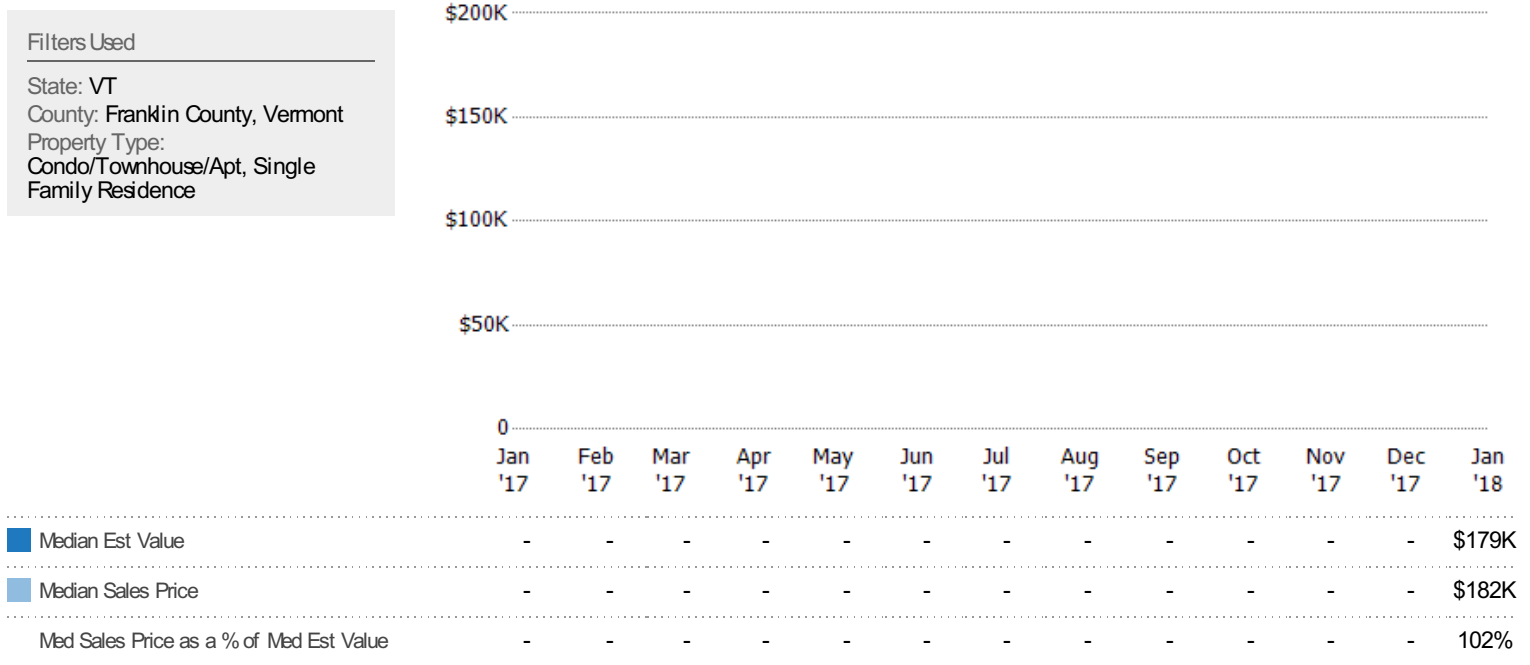 Filters Used
State: VT
County: Franklin County, Vermont
Property Type:
Condo/Townhouse/Apt, Single
Family Residence
$200K
$150K
$100K
$50K
0
Jan Feb Mar Apr May Jun Jul Aug Sep Oct Nov Dec Jan
'17 '17 '17 '17 '17 '17 '17 '17 '17 '17 '17 '17 '18
Median Est Value - - - - - - - - - - - - $179K
Median Sales Price - - - - - - - - - - - - $182K
Med Sales Price as a % of Med Est Value - - - - - - - - - - - - 102%